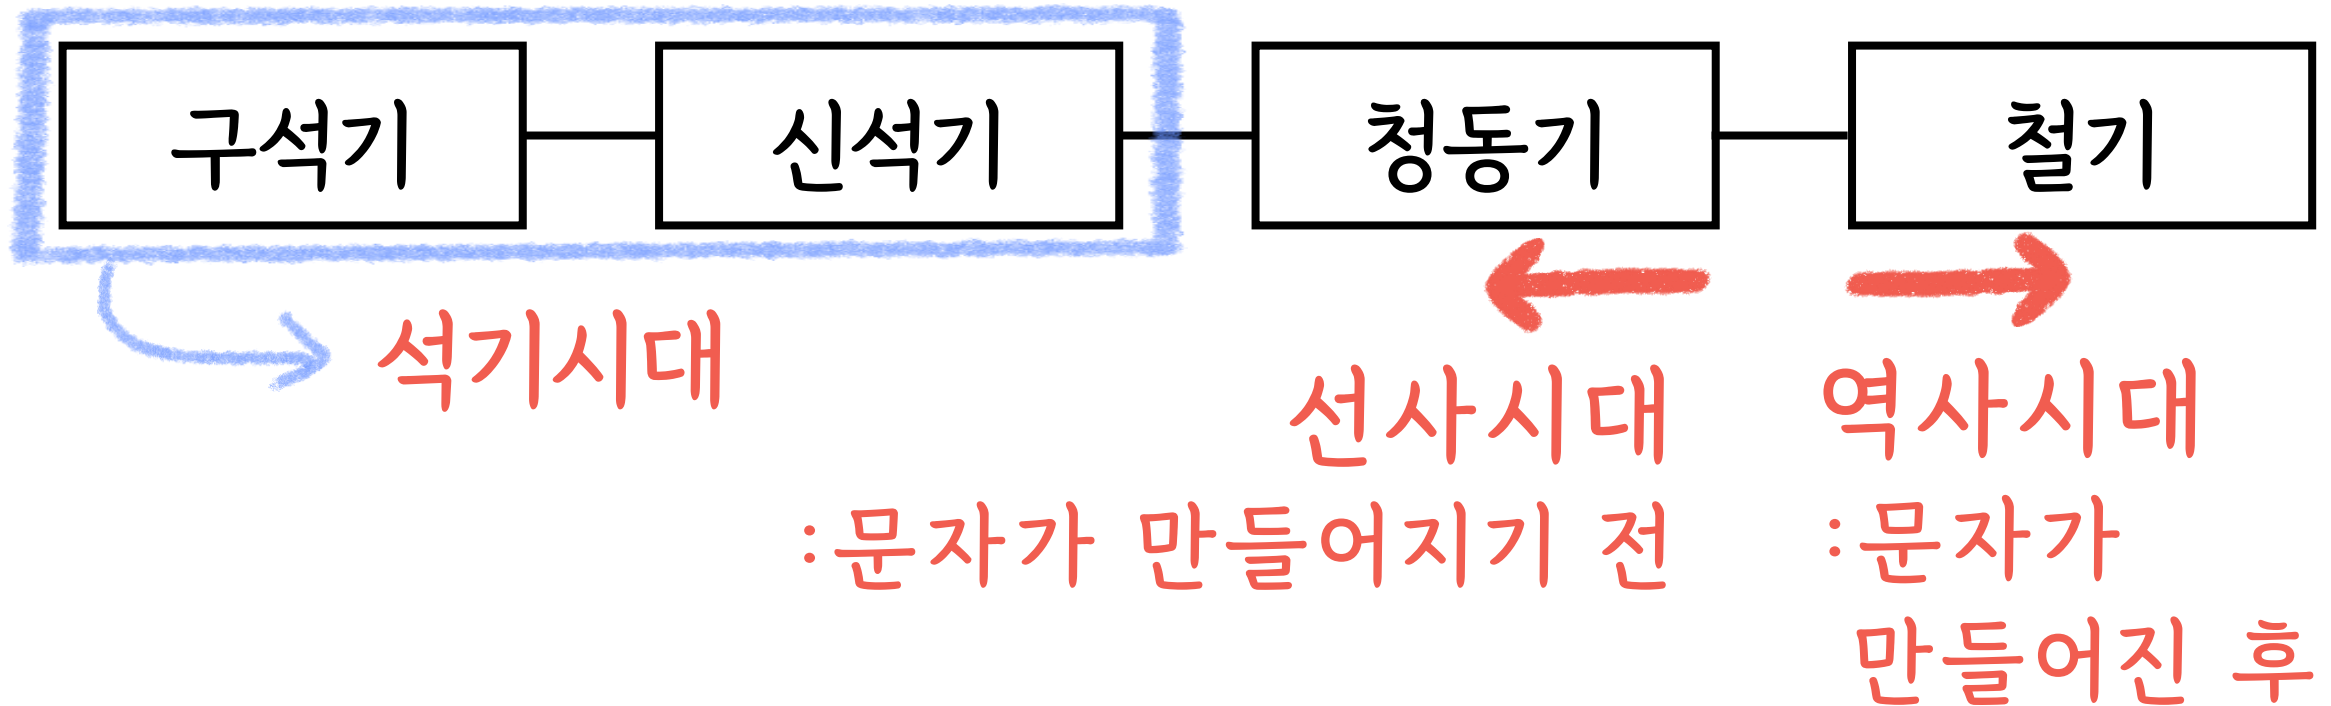 구석기 신석기 청동기 철기
석기시대
선사시대 역사시대
:문자가 만들어지기 전 :문자가
만들어진 후